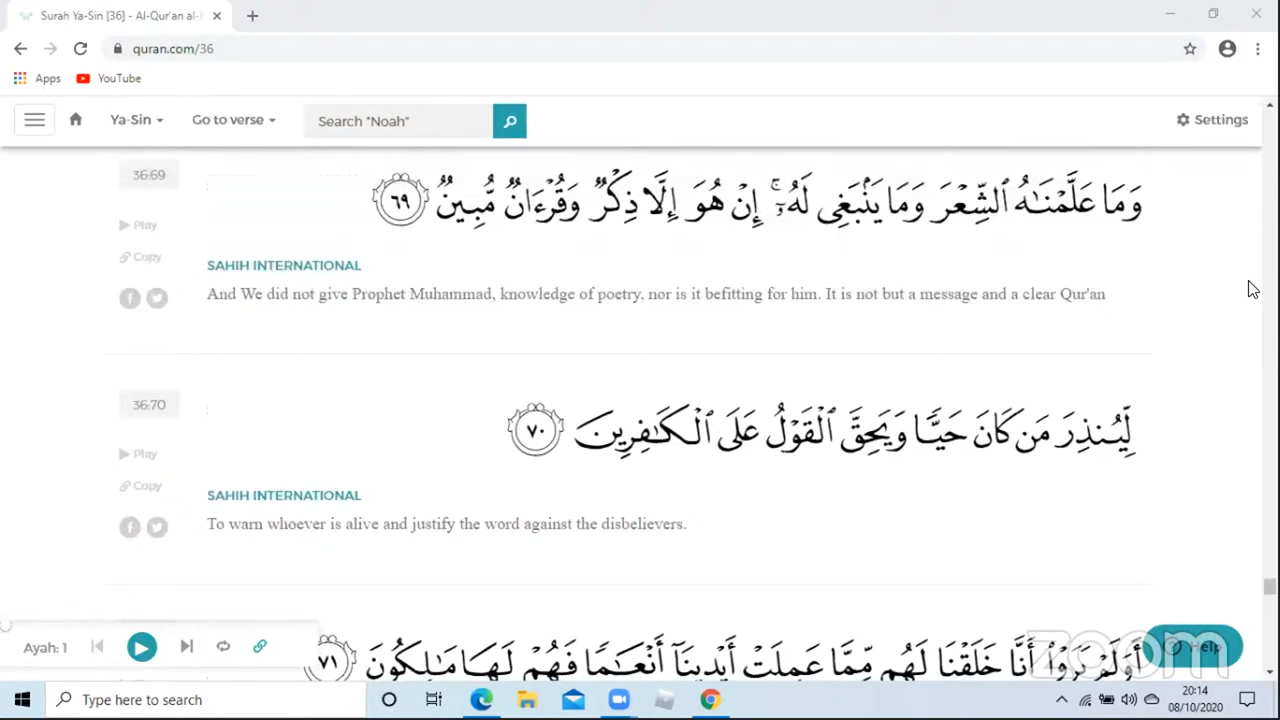 Surah Ya-Sin [36] - Al-Qur'an al-
quran.com/36
Apps YouTube
Ya-Sin Go to verse Search "Noah" Settings
36:69
وَمَا عَلَّمْنَـٰهُ ٱلشِّعْرَ وَمَا يَنۢبَغِى لَهُۥٓ ۚ إِنْ هُوَ إِلَّا ذِكْرٌ وَقُرْءَانٌ مُّبِينٌ ٦٩
Play
Copy
SAHIH INTERNATIONAL
And We did not give Prophet Muhammad, knowledge of poetry, nor is it befitting for him. It is not but a message and a clear Qur'an
36:70
لِّيُنذِرَ مَن كَانَ حَيًّا وَيَحِقَّ ٱلْقَوْلُ عَلَى ٱلْكَـٰفِرِينَ ٧٠
Play
Copy
SAHIH INTERNATIONAL
To warn whoever is alive and justify the word against the disbelievers.
أَوَلَمْ يَرَوْا۟ أَنَّا خَلَقْنَا لَهُم مِّمَّا عَمِلَتْ أَيْدِينَآ أَنْعَـٰمًا فَهُمْ لَهَا مَـٰلِكُونَ ٧١
Ayah: 1
zoom
Help
Type here to search
20:14
08/10/2020